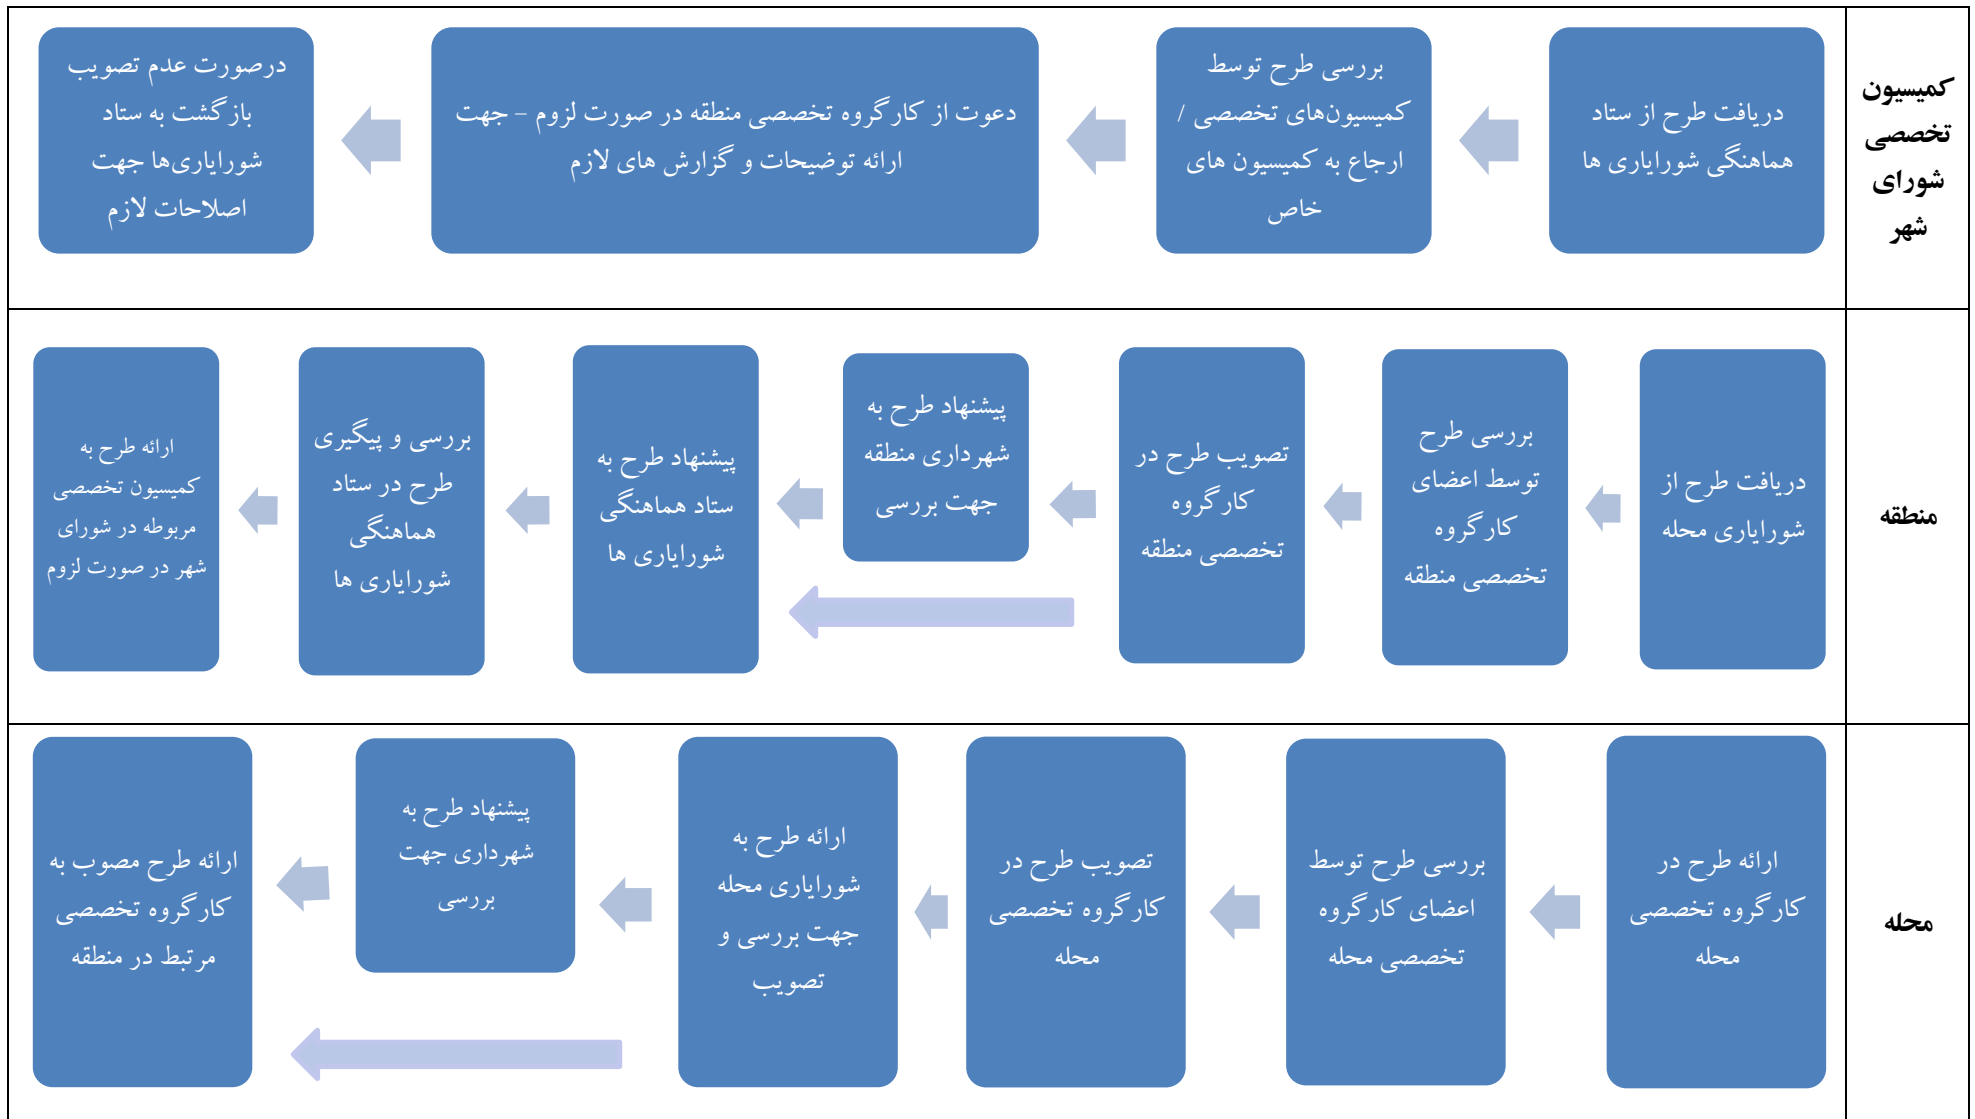 کمیسیون
تخصصی
شورای
شهر
دریافت طرح از ستاد
هماهنگی شورایاری ها
بررسی طرح توسط
کمیسیون‌های تخصصی /
ارجاع به کمیسیون های
خاص
دعوت از کارگروه تخصصی منطقه در صورت لزوم – جهت
ارائه توضیحات و گزارش های لازم
درصورت عدم تصویب
بازگشت به ستاد
شورایاری‌ها جهت
اصلاحات لازم
منطقه
دریافت طرح از
شورایاری محله
بررسی طرح
توسط اعضای
کارگروه
تخصصی منطقه
تصویب طرح در
کارگروه
تخصصی منطقه
پیشنهاد طرح به
شهرداری منطقه
جهت بررسی
پیشنهاد طرح به
ستاد هماهنگی
شورایاری ها
بررسی و پیگیری
طرح در ستاد
هماهنگی
شورایاری ها
ارائه طرح به
کمیسیون تخصصی
مربوطه در شورای
شهر در صورت لزوم
محله
ارائه طرح در
کارگروه تخصصی
محله
بررسی طرح توسط
اعضای کارگروه
تخصصی محله
تصویب طرح در
کارگروه تخصصی
محله
ارائه طرح به
شورایاری محله
جهت بررسی و
تصویب
پیشنهاد طرح به
شهرداری جهت
بررسی
ارائه طرح مصوب به
کارگروه تخصصی
مرتبط در منطقه